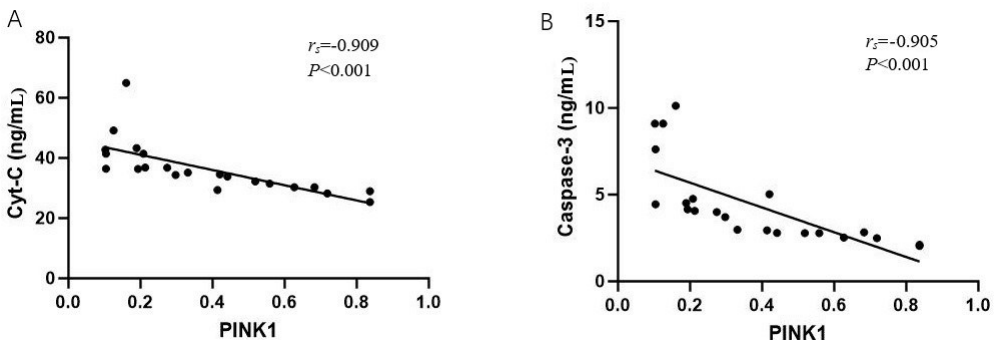 A
rs=-0.909
P<0.001
Cyt-C (ng/mL)
80
60
40
20
0
0.0 0.2 0.4 0.6 0.8 1.0
PINK1
B
rs=-0.905
P<0.001
Caspase-3 (ng/mL)
15
10
5
0
0.0 0.2 0.4 0.6 0.8 1.0
PINK1